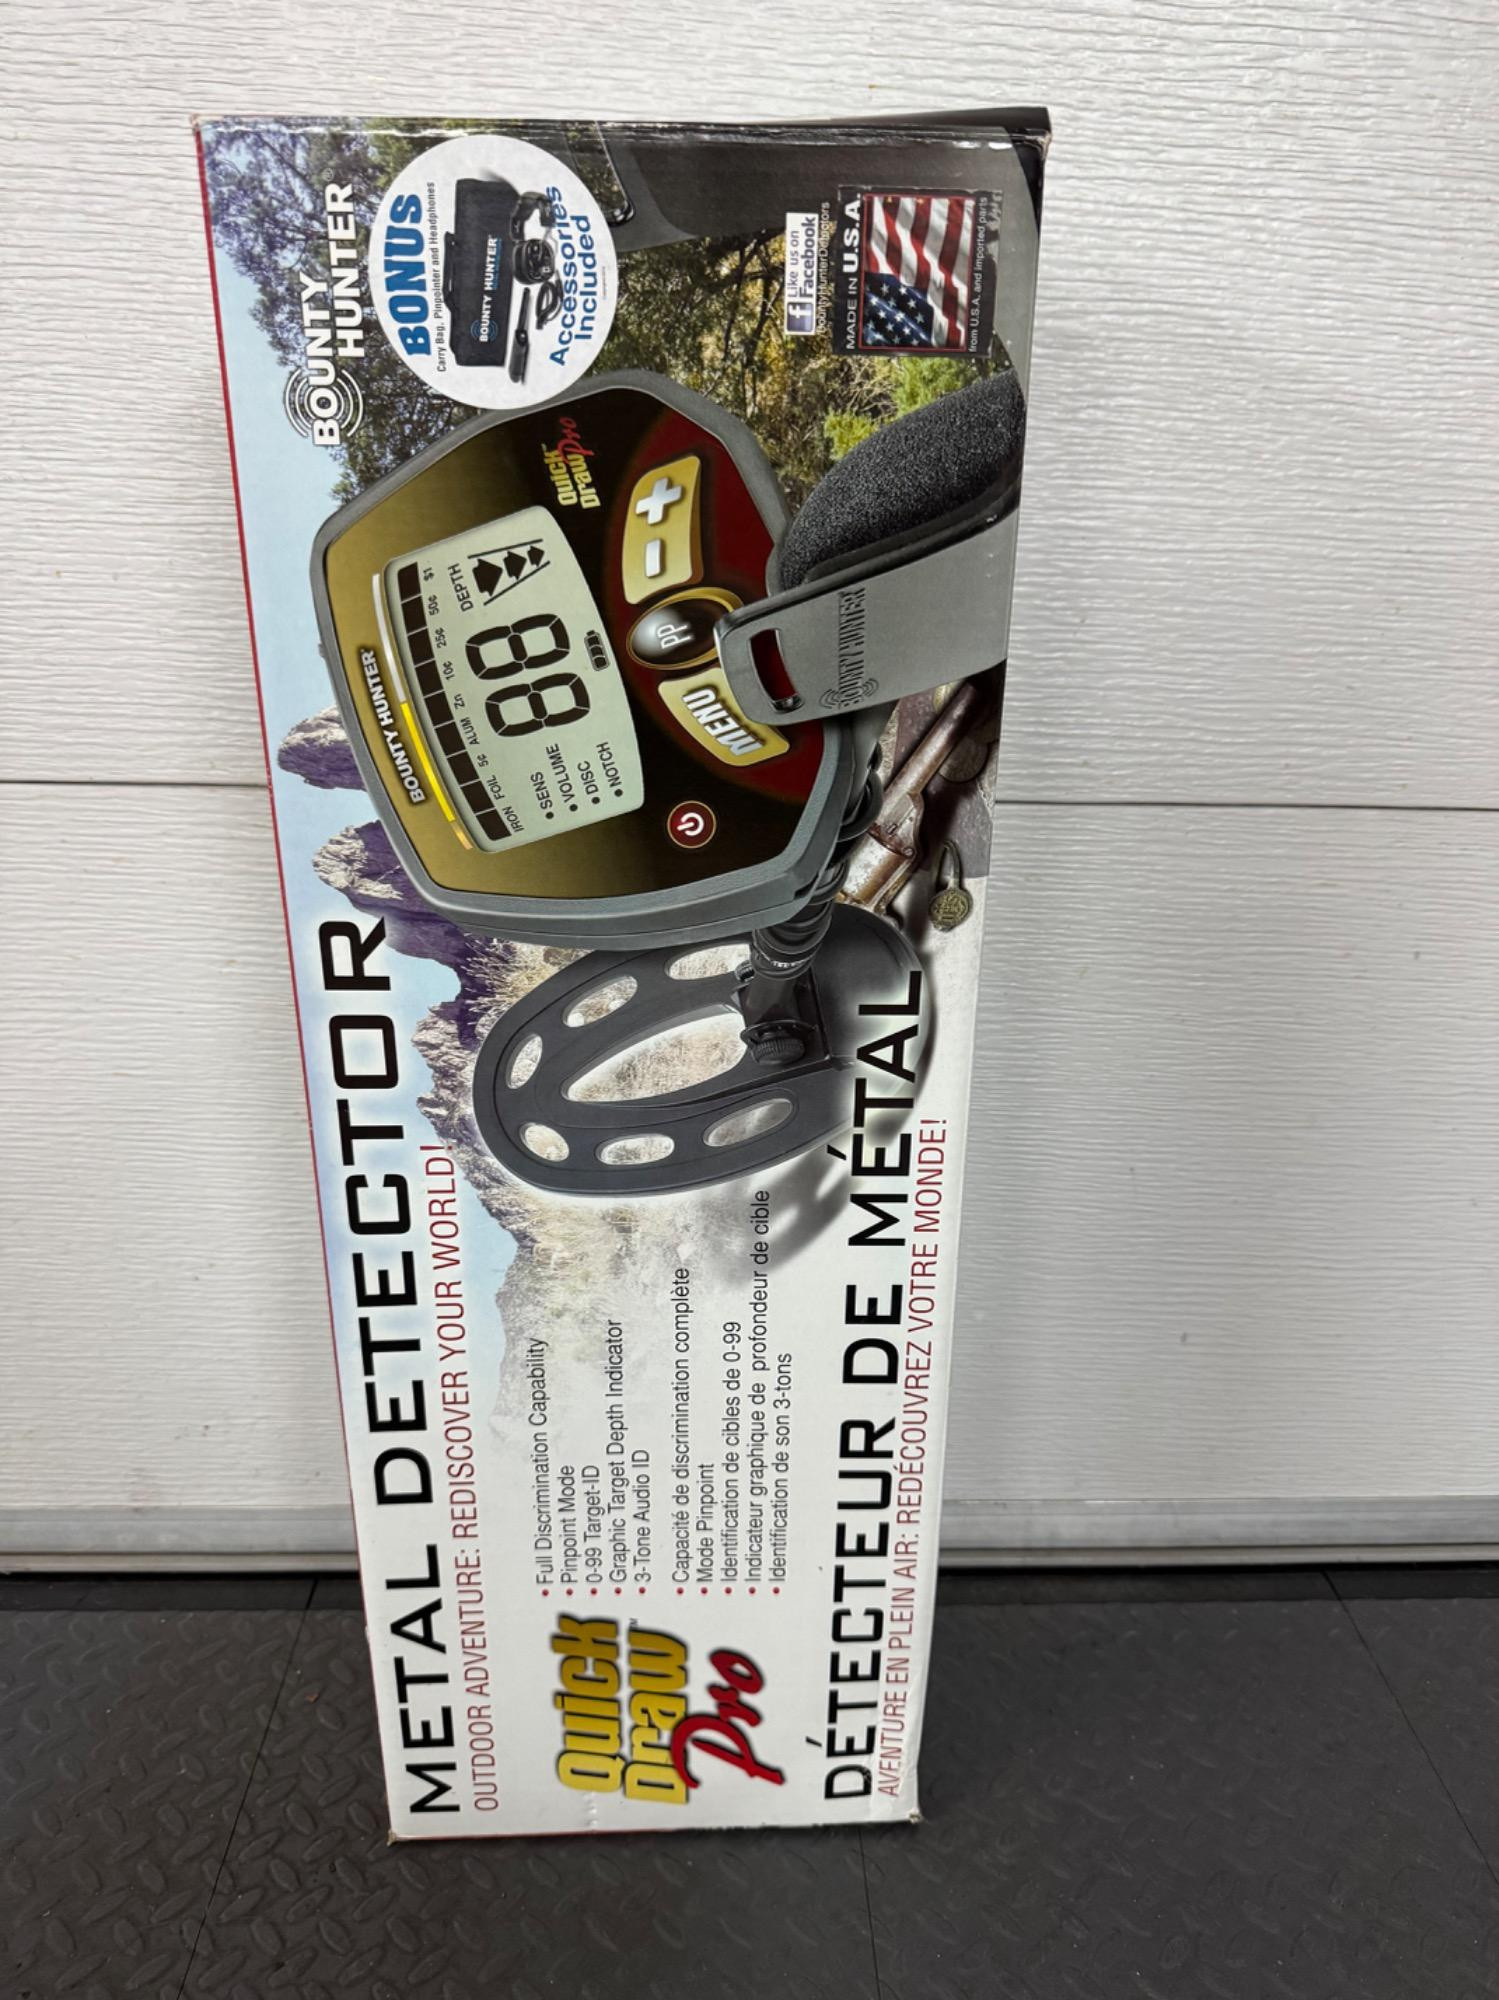 METAL DETECTOR
OUTDOOR ADVENTURE: REDISCOVER YOUR WORLD!
BOUNTY
HUNTER®
BONUS
Carry Bag, Pinpointer and Headphones
BOUNTY HUNTER
Accessories
Included
Quick
Draw™
Pro
• Full Discrimination Capability
• Pinpoint Mode
• 0-99 Target-ID
• Graphic Target Depth Indicator
• 3-Tone Audio ID
• Capacité de discrimination complète
• Mode Pinpoint
• Identification de cibles de 0-99
• Indicateur graphique de profondeur de cible
• Identification de son 3-tons
BOUNTY HUNTER
IRON FOIL 5¢ ALUM Zn 10¢ 25¢ 50¢ $1
• SENS
• VOLUME
• DISC
• NOTCH
88
DEPTH
Quick™
Draw Pro
MENU
PP
- +
BOUNTY HUNTER
f Like us on
Facebook
BountyHunterDetectors
MADE IN U.S.A.
from U.S.A. and imported parts
DÉTECTEUR DE MÉTAL
AVENTURE EN PLEIN AIR: REDÉCOUVREZ VOTRE MONDE!